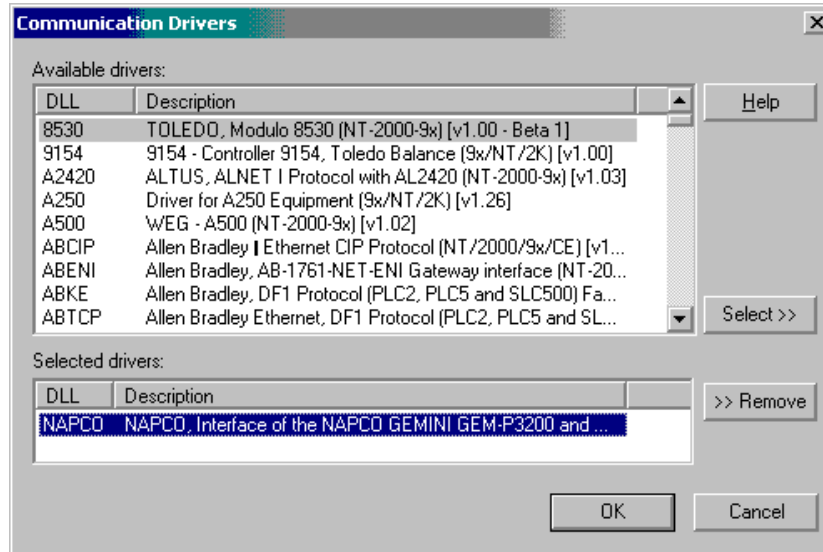 Communication Drivers
Available drivers:
DLL Description
Help
8530 TOLEDO, Modulo 8530 (NT-2000-9x) [v1.00 - Beta 1]
9154 9154 - Controller 9154, Toledo Balance (9x/NT/2K) [v1.00]
A2420 ALTUS, ALNET I Protocol with AL2420 (NT-2000-9x) [v1.03]
A250 Driver for A250 Equipment (9x/NT/2K) [v1.26]
A500 WEG - A500 (NT-2000-9x) [v1.02]
ABCIP Allen Bradley Ethernet CIP Protocol (NT/2000/9x/CE) [v1...
ABENI Allen Bradley, AB-1761-NET-ENI Gateway interface (NT-20...
ABKE Allen Bradley, DF1 Protocol (PLC2, PLC5 and SLC500) Fa...
ABTCP Allen Bradley Ethernet, DF1 Protocol (PLC2, PLC5 and SL...
Select >>
Selected drivers:
DLL Description
>> Remove
NAPCO NAPCO, Interface of the NAPCO GEMINI GEM-P3200 and ...
OK Cancel